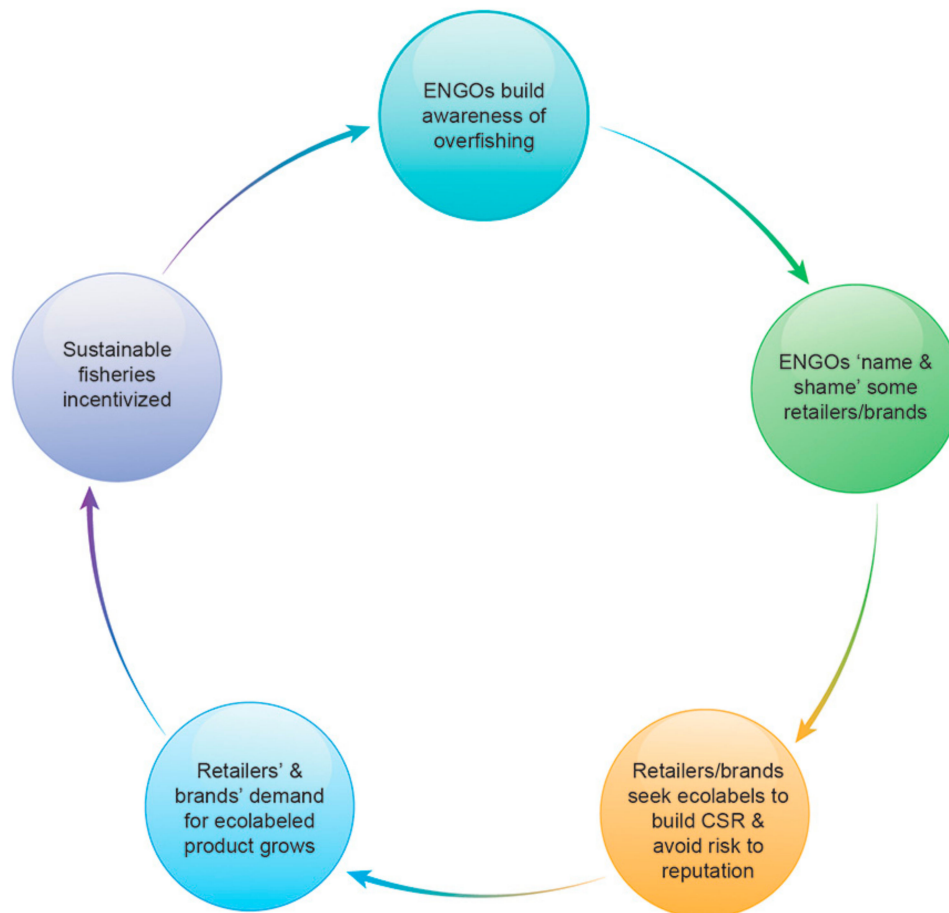 ENGOs build
awareness of
overfishing
ENGOs ‘name &
shame’ some
retailers/brands
Retailers/brands
seek ecolabels to
build CSR &
avoid risk to
reputation
Retailers’ &
brands’ demand
for ecolabeled
product grows
Sustainable
fisheries
incentivized